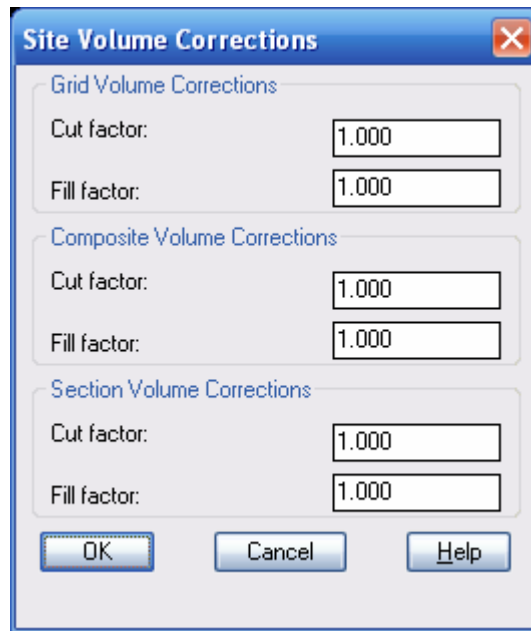 Site Volume Corrections
Grid Volume Corrections
Cut factor: 1.000
Fill factor: 1.000
Composite Volume Corrections
Cut factor: 1.000
Fill factor: 1.000
Section Volume Corrections
Cut factor: 1.000
Fill factor: 1.000
OK Cancel Help